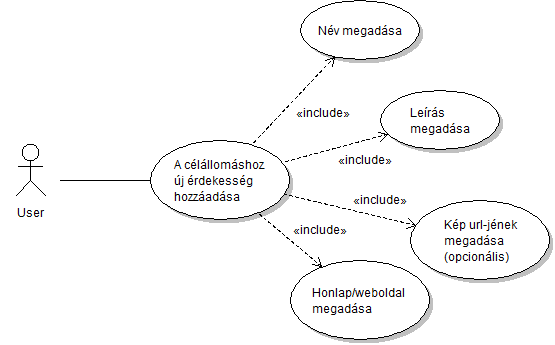 Név megadása
«include»
Leírás
megadása
«include»
A célállomáshoz
új érdekesség
hozzáadása
User
«include»
Kép url-jének
megadása
(opcionális)
«include»
Honlap/weboldal
megadása